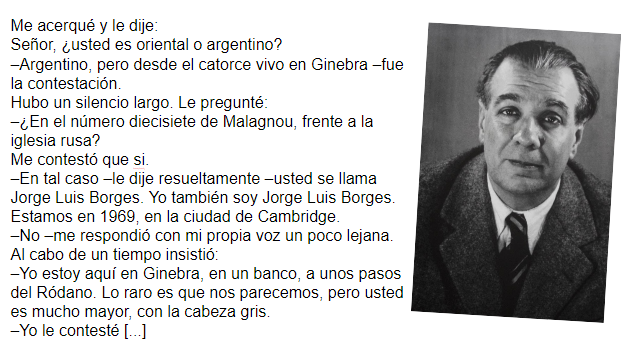 Me acerqué y le dije:
Señor, ¿usted es oriental o argentino?
–Argentino, pero desde el catorce vivo en Ginebra –fue
la contestación.
Hubo un silencio largo. Le pregunté:
–¿En el número diecisiete de Malagnou, frente a la
iglesia rusa?
Me contestó que si.
–En tal caso –le dije resueltamente –usted se llama
Jorge Luis Borges. Yo también soy Jorge Luis Borges.
Estamos en 1969, en la ciudad de Cambridge.
–No –me respondió con mi propia voz un poco lejana.
Al cabo de un tiempo insistió:
–Yo estoy aquí en Ginebra, en un banco, a unos pasos
del Ródano. Lo raro es que nos parecemos, pero usted
es mucho mayor, con la cabeza gris.
–Yo le contesté [...]